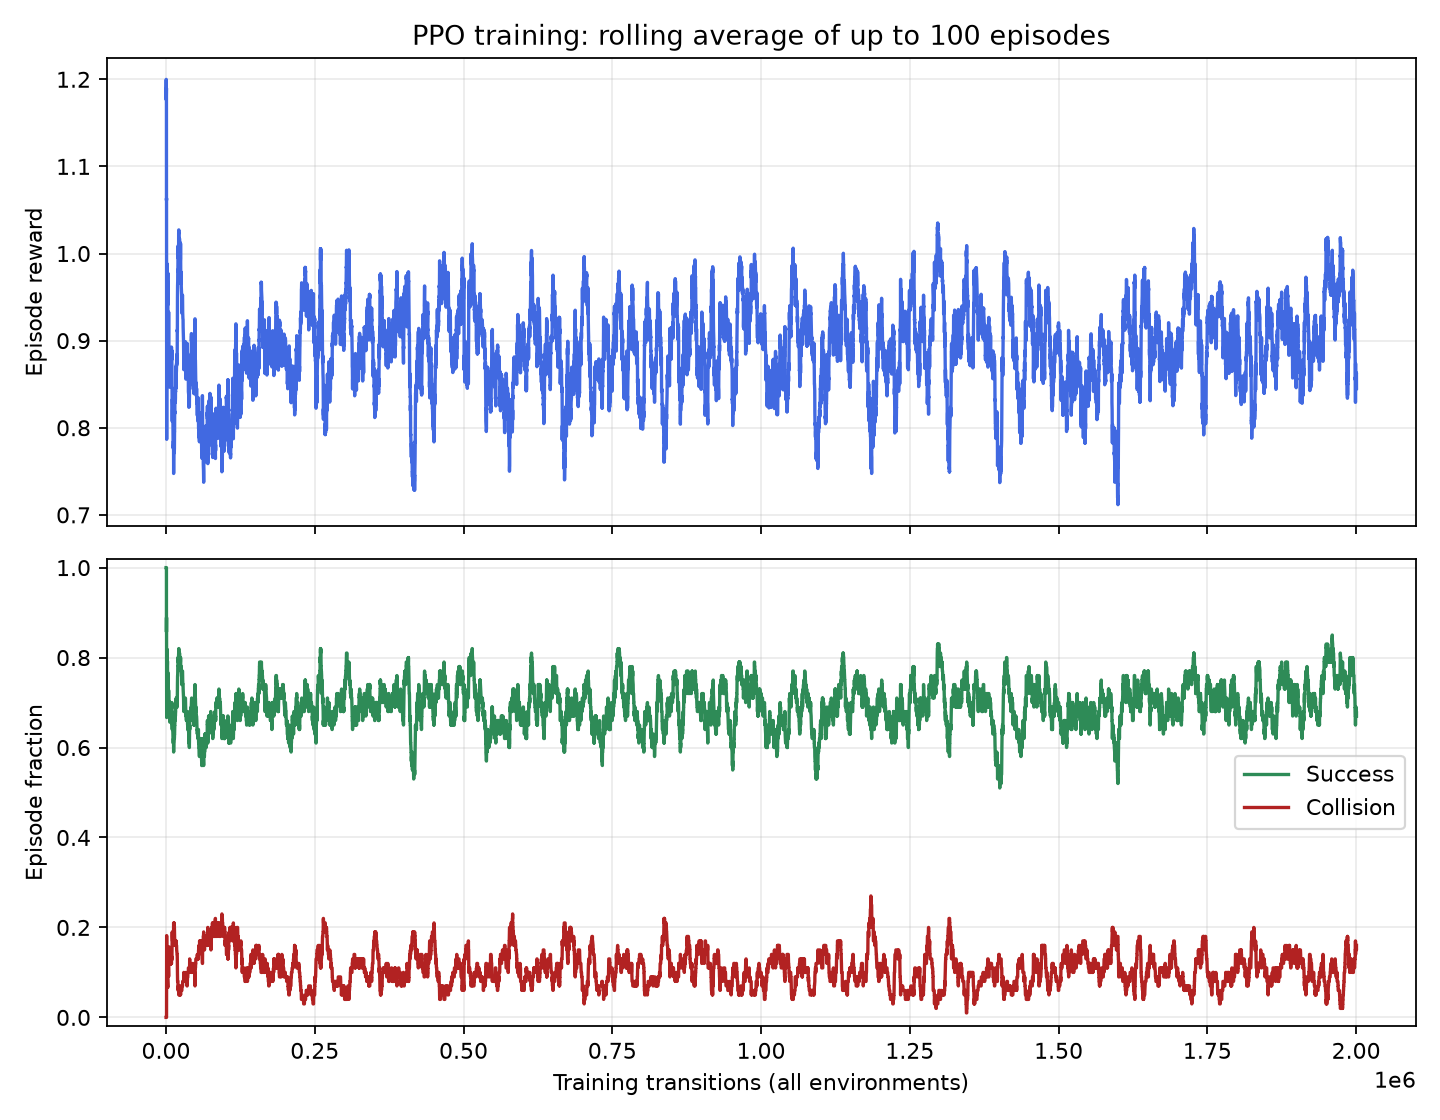 PPO training: rolling average of up to 100 episodes
1.2
1.1
1.0
0.9
0.8
0.7
Episode reward
1.0
0.8
0.6
0.4
0.2
0.0
Episode fraction
Success
Collision
0.00 0.25 0.50 0.75 1.00 1.25 1.50 1.75 2.00
Training transitions (all environments)
1e6